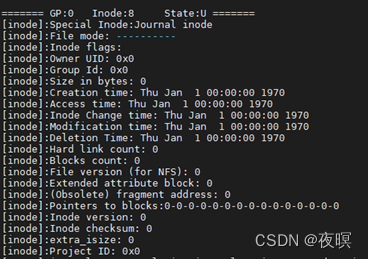 ======= GP:0   Inode:8     State:U =======
[inode]:Special Inode:Journal inode
[inode]:File mode: ----------
[inode]:Inode flags:
[inode]:Owner UID: 0x0
[inode]:Group Id: 0x0
[inode]:Size in bytes: 0
[inode]:Creation time: Thu Jan  1 00:00:00 1970
[inode]:Access time: Thu Jan  1 00:00:00 1970
[inode]:Inode Change time: Thu Jan  1 00:00:00 1970
[inode]:Modification time: Thu Jan  1 00:00:00 1970
[inode]:Deletion Time: Thu Jan  1 00:00:00 1970
[inode]:Hard link count: 0
[inode]:Blocks count: 0
[inode]:File version (for NFS): 0
[inode]:Extended attribute block: 0
[inode]:(Obsolete) fragment address: 0
[inode]:Pointers to blocks:0-0-0-0-0-0-0-0-0-0-0-0-0-0-0
[inode]:Inode version: 0
[inode]:Inode checksum: 0
[inode]:extra_isize: 0
[inode]:Project ID: 0x0
CSDN @夜暝